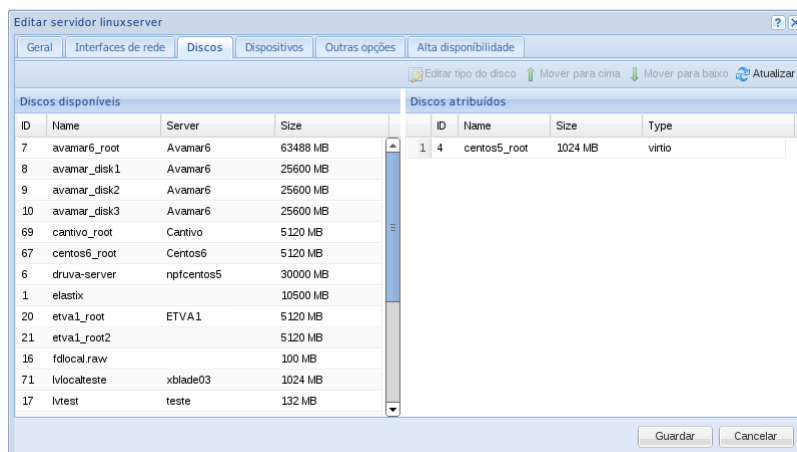 Editar servidor linuxserver
Geral Interfaces de rede Discos Dispositivos Outras opções Alta disponíbilidade
Editar tipo do disco Mover para cima Mover para baixo Atualizar
Discos disponíveis Discos atribuídos
ID Name Server Size ID Name Size Type
7 avamar6_root Avamar6 63488 MB 1 4 centos5_root 1024 MB virtio
8 avamar_disk1 Avamar6 25600 MB
9 avamar_disk2 Avamar6 25600 MB
10 avamar_disk3 Avamar6 25600 MB
69 cantivo_root Cantivo 5120 MB
67 centos6_root Centos6 5120 MB
6 druva-server npfcentos5 30000 MB
1 elastix 10500 MB
20 etva1_root ETVA1 5120 MB
21 etva1_root2 5120 MB
16 fdlocal.raw 100 MB
71 lvlocalteste xblade03 1024 MB
17 lvtest teste 132 MB
Guardar Cancelar